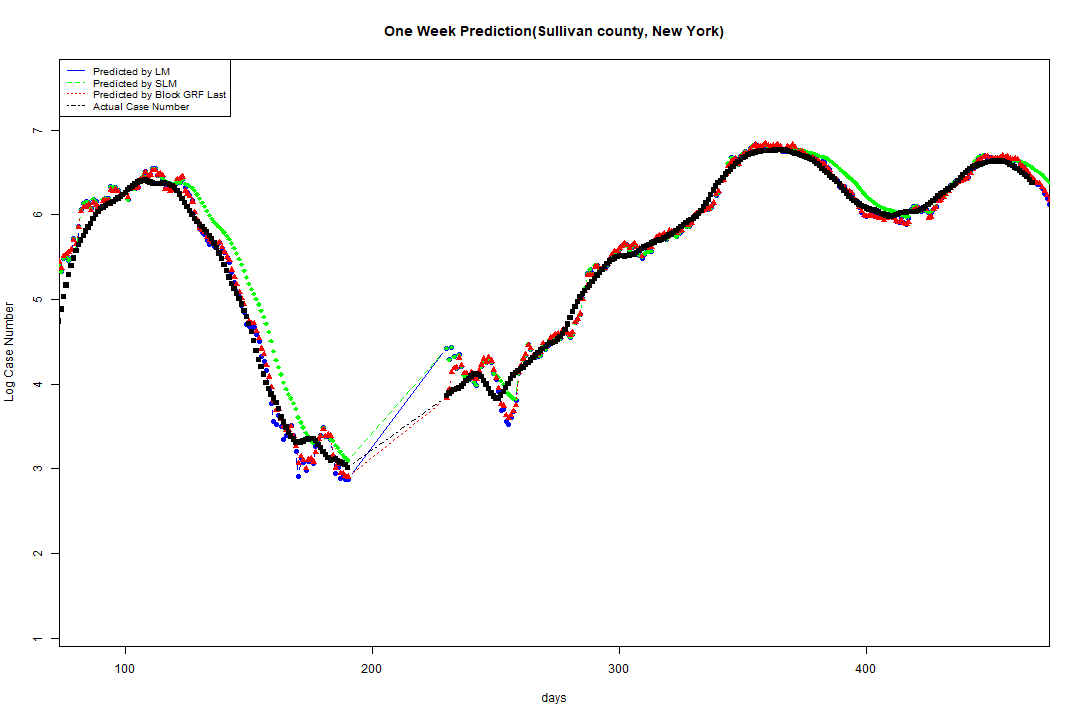 One Week Prediction(Sullivan county, New York)
Predicted by LM
Predicted by SLM
Predicted by Block GRF Last
Actual Case Number
7
6
5
4
3
2
1
Log Case Number
100 200 300 400
days